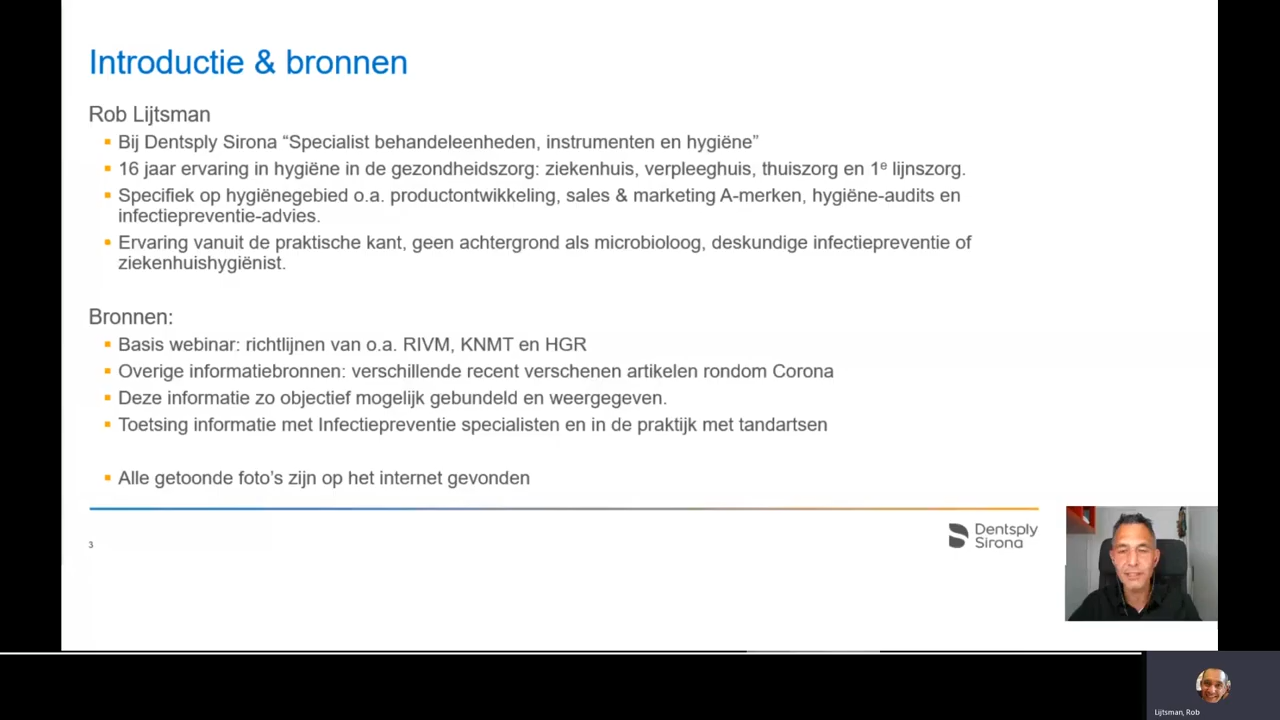 Introductie & bronnen
Rob Lijtsman
Bij Dentsply Sirona “Specialist behandeleenheden, instrumenten en hygiëne”
16 jaar ervaring in hygiëne in de gezondheidszorg: ziekenhuis, verpleeghuis, thuiszorg en 1e lijnszorg.
Specifiek op hygiënegebied o.a. productontwikkeling, sales & marketing A-merken, hygiëne-audits en
infectiepreventie-advies.
Ervaring vanuit de praktische kant, geen achtergrond als microbioloog, deskundige infectiepreventie of
ziekenhuishygiënist.
Bronnen:
Basis webinar: richtlijnen van o.a. RIVM, KNMT en HGR
Overige informatiebronnen: verschillende recent verschenen artikelen rondom Corona
Deze informatie zo objectief mogelijk gebundeld en weergegeven.
Toetsing informatie met Infectiepreventie specialisten en in de praktijk met tandartsen
Alle getoonde foto’s zijn op het internet gevonden
3
Dentsply
Sirona
Lijtsman, Rob